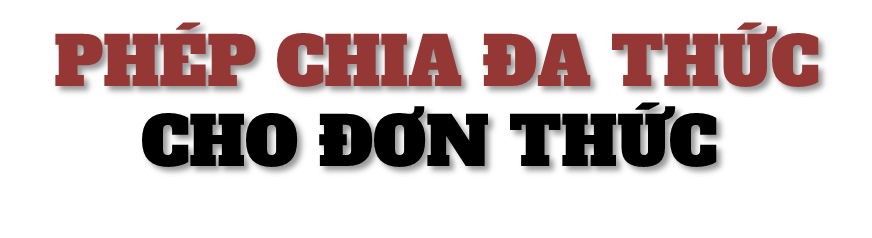 PHÉP CHIA ĐA THỨC
CHO ĐƠN THỨC